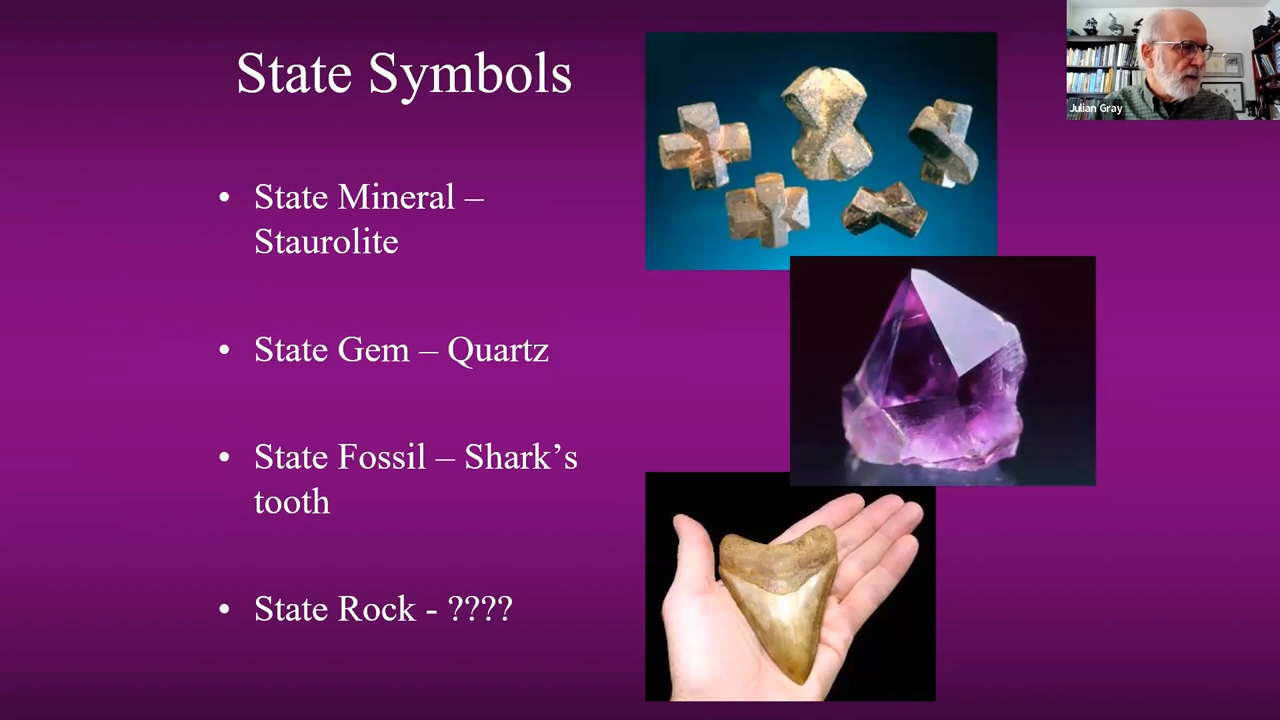 State Symbols
• State Mineral –
Staurolite
• State Gem – Quartz
• State Fossil – Shark’s
tooth
• State Rock - ????
Julian Gray